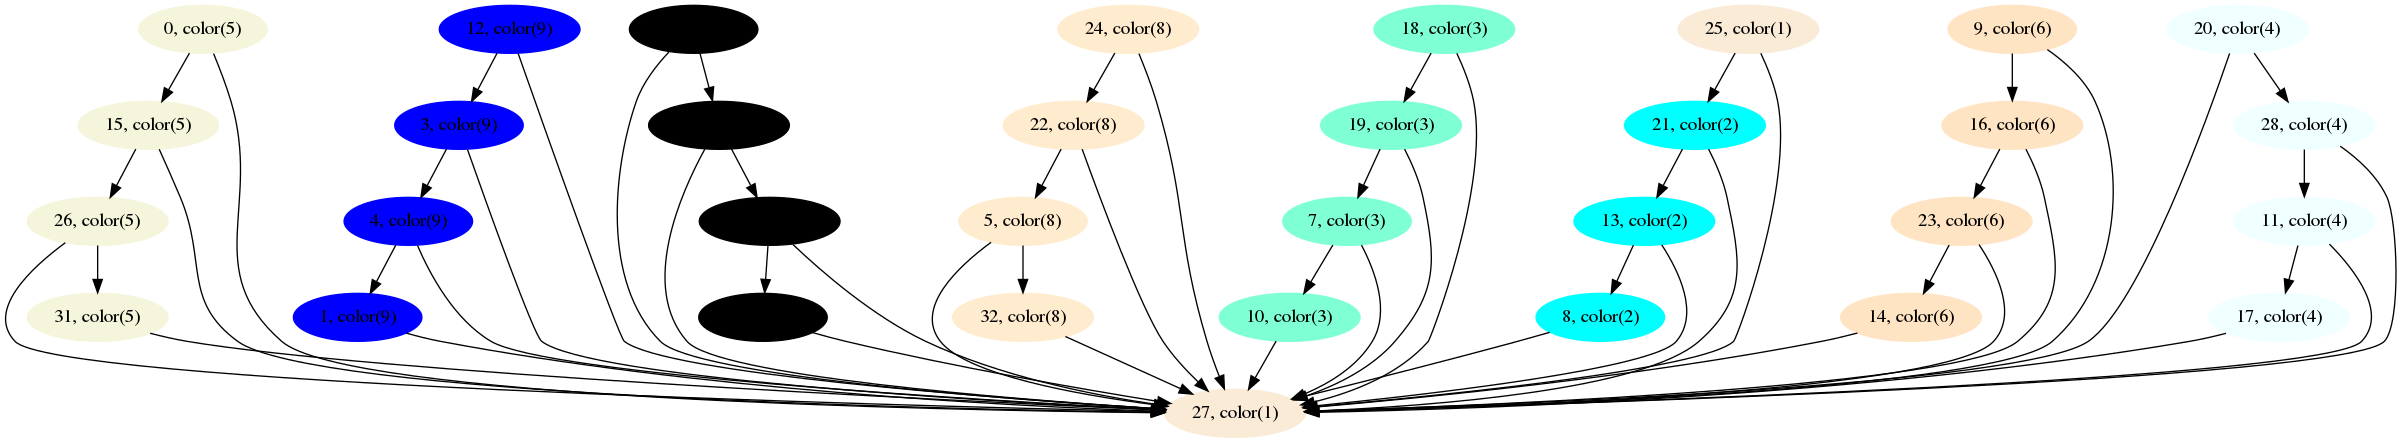 0, color(5)
12, color(9)
24, color(8)
18, color(3)
25, color(1)
9, color(6)
20, color(4)
15, color(5)
3, color(9)
22, color(8)
19, color(3)
21, color(2)
16, color(6)
28, color(4)
26, color(5)
4, color(9)
5, color(8)
7, color(3)
13, color(2)
23, color(6)
11, color(4)
31, color(5)
1, color(9)
32, color(8)
10, color(3)
8, color(2)
14, color(6)
17, color(4)
27, color(1)